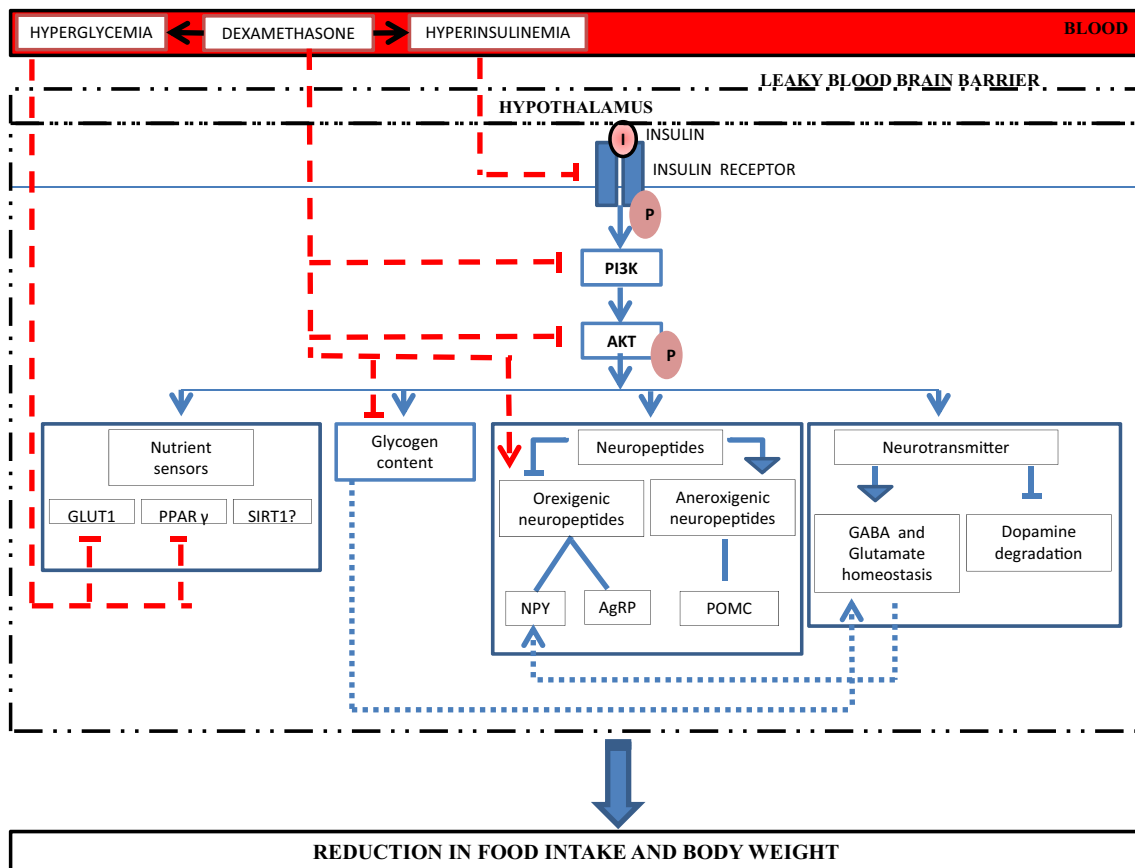 HYPERGLYCEMIA
DEXAMETHASONE
HYPERINSULINEMIA
BLOOD
LEAKY BLOOD BRAIN BARRIER
HYPOTHALAMUS
I
INSULIN
INSULIN RECEPTOR
P
PI3K
AKT
P
Nutrient
sensors
GLUT1
PPAR γ
SIRT1?
Glycogen
content
Neuropeptides
Orexigenic
neuropeptides
Aneroxigenic
neuropeptides
NPY
AgRP
POMC
Neurotransmitter
GABA and
Glutamate
homeostasis
Dopamine
degradation
REDUCTION IN FOOD INTAKE AND BODY WEIGHT